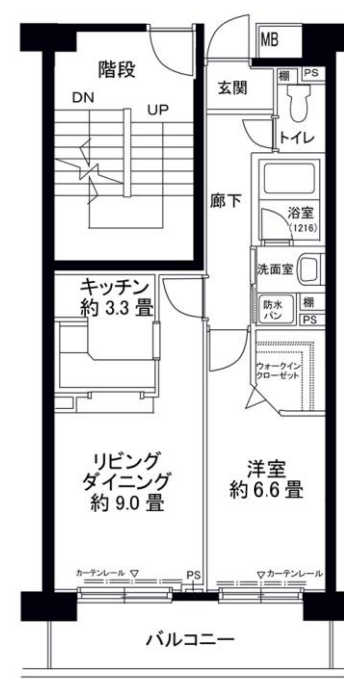 MB
階段
玄関
棚
PS
DN
UP
トイレ
廊下
浴室
(1216)
洗面室
キッチン
約 3.3 畳
防水
パン
棚
PS
ウォークイン
クローゼット
リビング
ダイニング
約 9.0 畳
洋室
約 6.6 畳
カーテンレール ▽
PS
▽カーテンレール
バルコニー